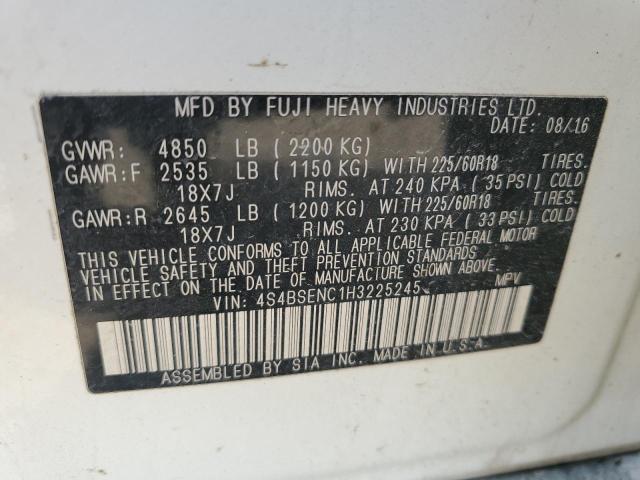 MFD BY FUJI HEAVY INDUSTRIES LTD.
DATE: 08/16
GVWR: 4850 LB (2200 KG)
GAWR:F 2535 LB (1150 KG) WITH 225/60R18 TIRES.
18X7J RIMS. AT 240 KPA (35 PSI) COLD
GAWR:R 2645 LB (1200 KG) WITH 225/60R18 TIRES.
18X7J RIMS. AT 230 KPA (33 PSI) COLD
THIS VEHICLE CONFORMS TO ALL APPLICABLE FEDERAL MOTOR
VEHICLE SAFETY AND THEFT PREVENTION STANDARDS
IN EFFECT ON THE DATE OF MANUFACTURE SHOWN ABOVE.
VIN: 4S4BSENC1H3225245 MPV
ASSEMBLED BY SIA INC. MADE IN U.S.A.